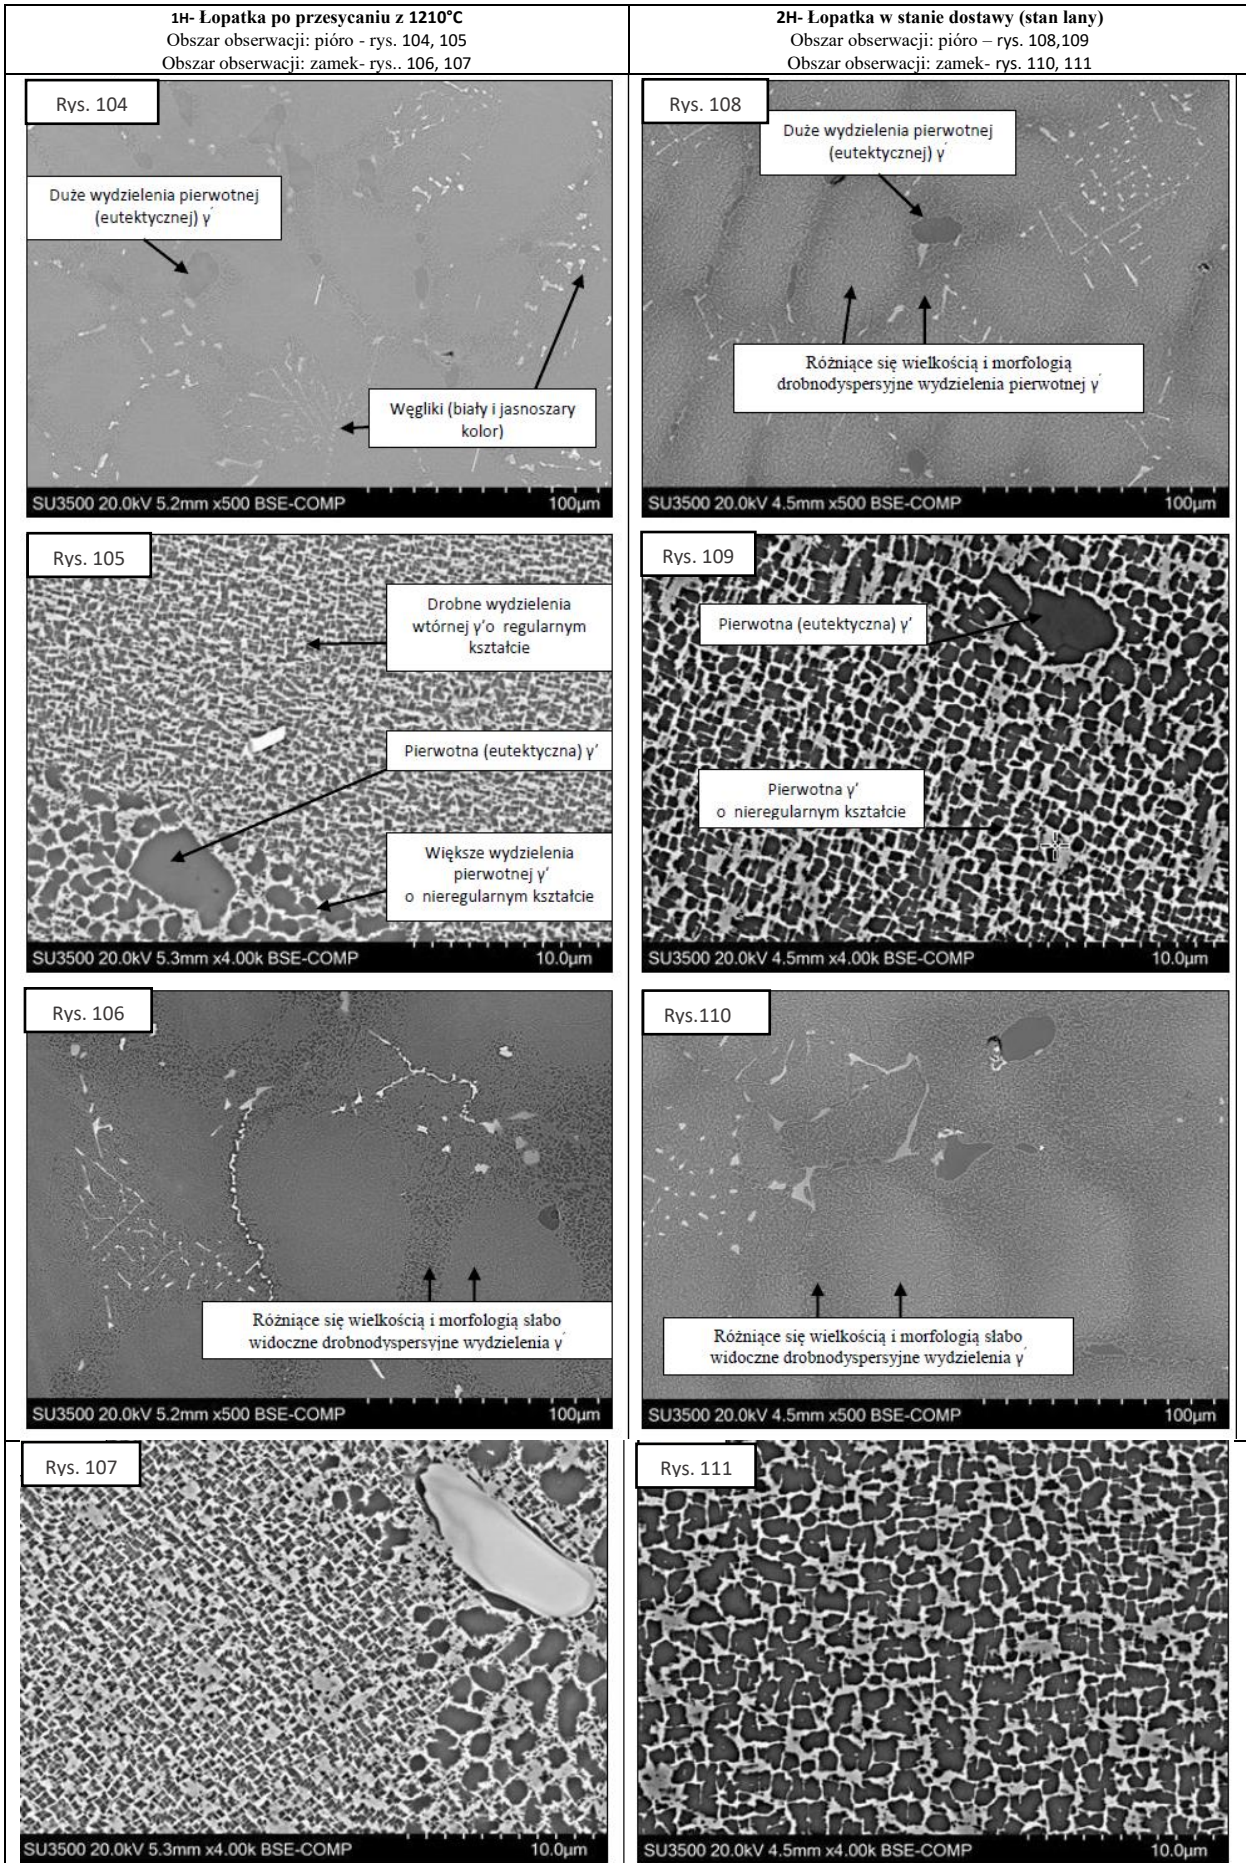 1H- Łopatka po przesycaniu z 1210°C
Obszar obserwacji: pióro - rys. 104, 105
Obszar obserwacji: zamek- rys.. 106, 107
2H- Łopatka w stanie dostawy (stan lany)
Obszar obserwacji: pióro – rys. 108,109
Obszar obserwacji: zamek- rys. 110, 111
Rys. 104
Duże wydzielenia pierwotnej
(eutektycznej) γ'
Węgliki (biały i jasnoszary
kolor)
SU3500 20.0kV 5.2mm x500 BSE-COMP 100µm
Rys. 108
Duże wydzielenia pierwotnej
(eutektycznej) γ'
Różniące się wielkością i morfologią
drobnodyspersyjne wydzielenia pierwotnej γ'
SU3500 20.0kV 4.5mm x500 BSE-COMP 100µm
Rys. 105
Drobne wydzielenia
wtórnej γ'o regularnym
kształcie
Pierwotna (eutektyczna) γ'
Większe wydzielenia
pierwotnej γ'
o nieregularnym kształcie
SU3500 20.0kV 5.3mm x4.00k BSE-COMP 10.0µm
Rys. 109
Pierwotna (eutektyczna) γ'
Pierwotna γ'
o nieregularnym kształcie
SU3500 20.0kV 4.5mm x4.00k BSE-COMP 10.0µm
Rys. 106
Różniące się wielkością i morfologią słabo
widoczne drobnodyspersyjne wydzielenia γ'
SU3500 20.0kV 5.2mm x500 BSE-COMP 100µm
Rys.110
Różniące się wielkością i morfologią słabo
widoczne drobnodyspersyjne wydzielenia γ'
SU3500 20.0kV 4.5mm x500 BSE-COMP 100µm
Rys. 107
SU3500 20.0kV 5.3mm x4.00k BSE-COMP 10.0µm
Rys. 111
SU3500 20.0kV 4.5mm x4.00k BSE-COMP 10.0µm